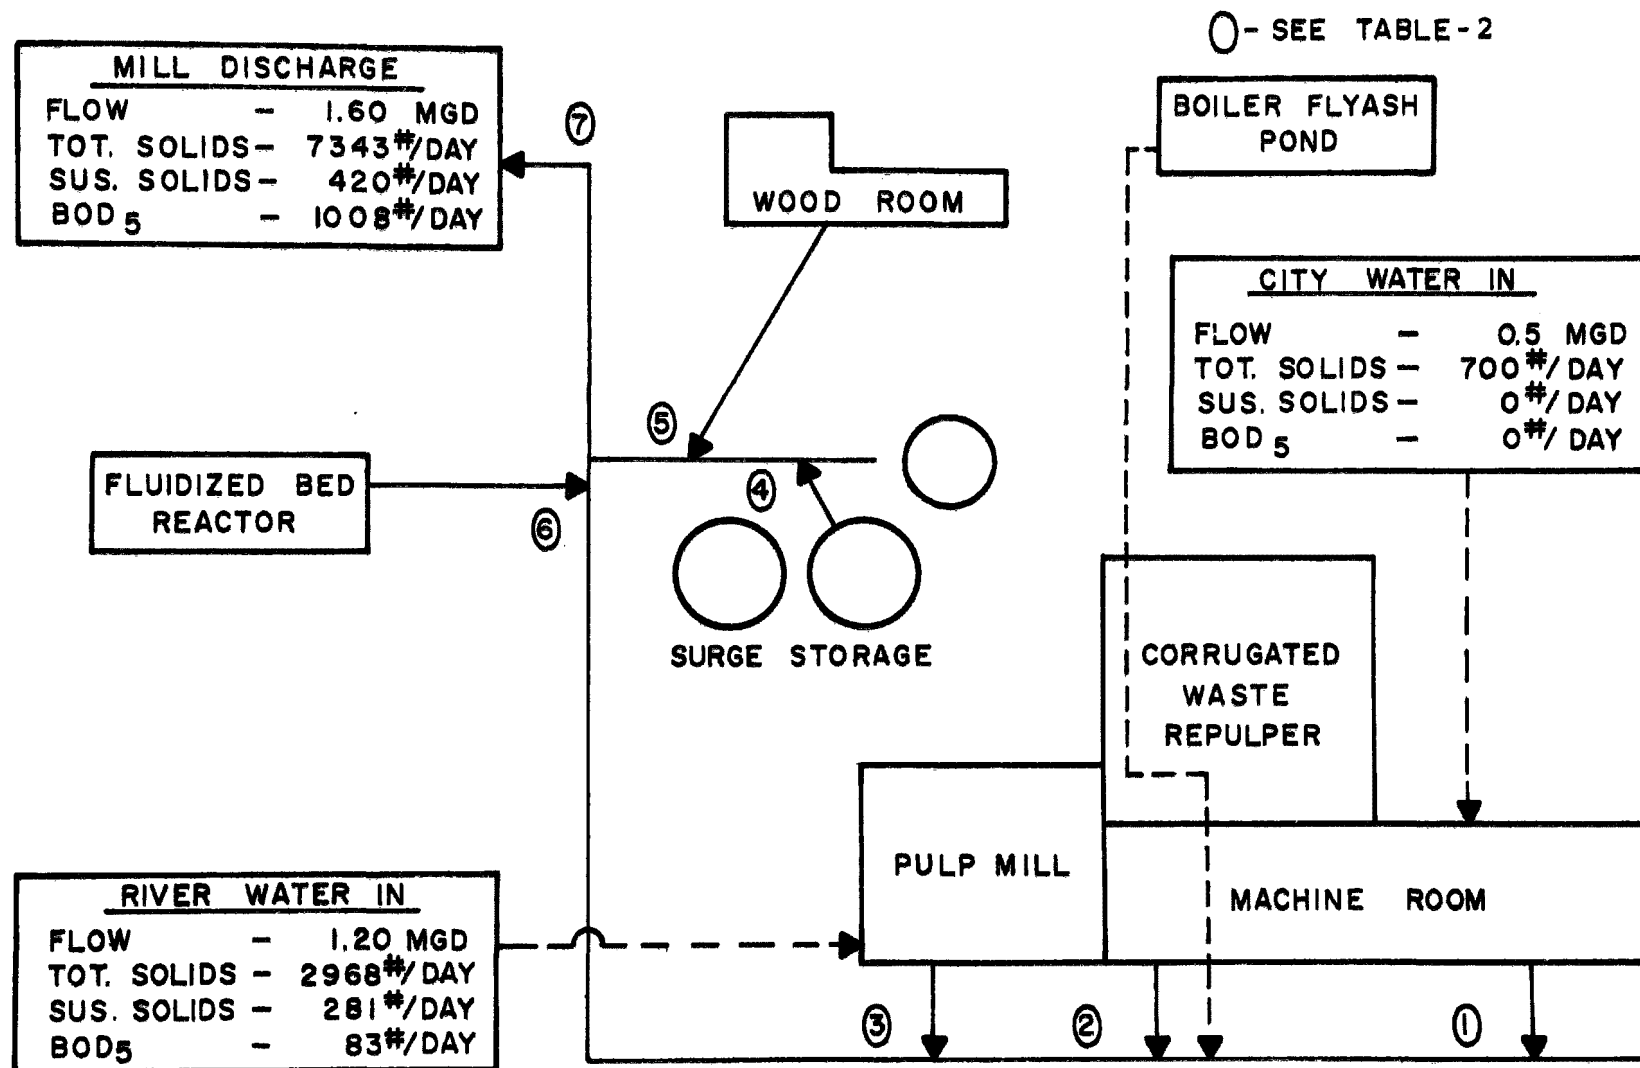 - SEE TABLE-2
MILL DISCHARGE
FLOW - 1.60 MGD
TOT. SOLIDS - 7343#/DAY
SUS. SOLIDS - 420#/DAY
BOD5 - 1008#/DAY
7
WOOD ROOM
BOILER FLYASH
POND
CITY WATER IN
FLOW - 0.5 MGD
TOT. SOLIDS - 700#/DAY
SUS. SOLIDS - 0#/DAY
BOD5 - 0#/DAY
5
4
FLUIDIZED BED
REACTOR
6
SURGE STORAGE
CORRUGATED
WASTE
REPULPER
PULP MILL
MACHINE ROOM
RIVER WATER IN
FLOW - 1.20 MGD
TOT. SOLIDS - 2968#/DAY
SUS. SOLIDS - 281#/DAY
BOD5 - 83#/DAY
3
2
1